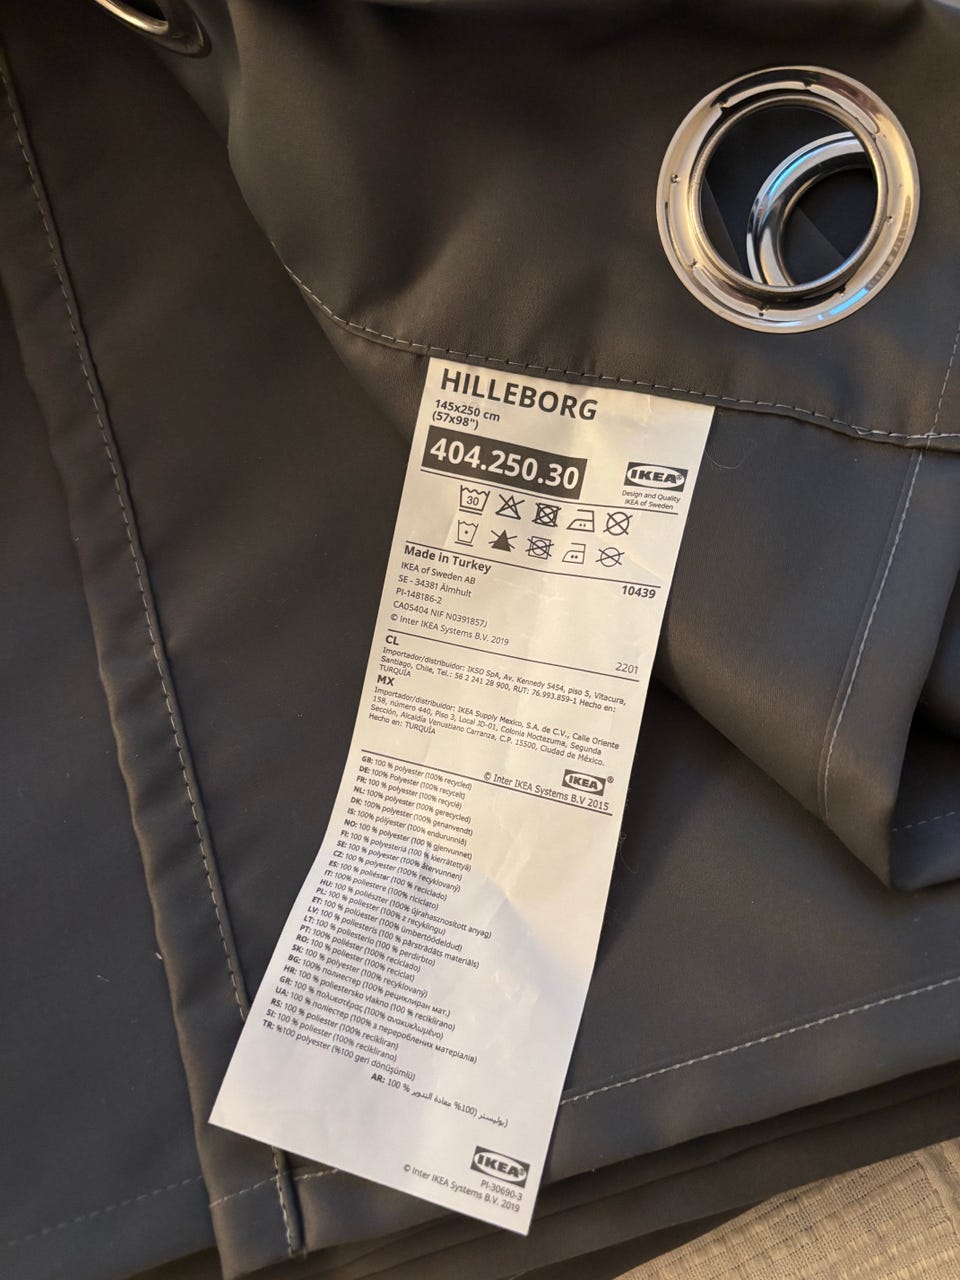 HILLEBORG
145x250 cm
(57x98")
404.250.30
IKEA®
Design and Quality
IKEA of Sweden
30
Made in Turkey
10439
IKEA of Sweden AB
SE - 34381 Älmhult
PI-148186-2
CA05404 NIF N0391857J
© Inter IKEA Systems B.V. 2019
2201
CL
Importador/distribuidor: IKSO SpA, Av. Kennedy 5454, piso 5, Vitacura,
Santiago, Chile, Tel.: 56 2 241 28 900, RUT: 76.993.859-1 Hecho en:
TURQUÍA
MX
Importador/distribuidor: IKEA Supply Mexico, S.A. de C.V., Calle Oriente
158, número 440, Piso 3, Local JD-01, Colonia Moctezuma, Segunda
Sección, Alcaldía Venustiano Carranza, C.P. 15500, Ciudad de México.
Hecho en: TURQUÍA
IKEA®
© Inter IKEA Systems B.V 2015
GB: 100 % polyester (100% recycled)
DE: 100% Polyester (100% recycelt)
FR: 100 % polyester (100 % recyclé)
NL: 100% polyester (100% gerecycled)
DK: 100% polyester (100% genanvendt)
IS: 100% pólýester (100% endurunnið)
NO: 100 % polyester (100 % gjenvunnet)
FI: 100 % polyesteriä (100 % kierrätettyä)
SE: 100 % polyester (100% återvunnen)
CZ: 100 % polyester (100% recyklovaný)
ES: 100 % poliéster (100 % reciclado)
IT: 100% poliestere (100% riciclato)
HU: 100% poliészter (100% újrahasznosított anyag)
PL: 100% poliester (100% z recyklingu)
ET: 100% polüester (100% ümbertöödeldud)
LV: 100% poliesteris (100 % pārstrādāts materiāls)
LT: 100 % poliesterio (100 % perdirbto)
PT: 100% poliéster (100% reciclado)
RO: 100% poliester (100% reciclat)
SK: 100 % polyester (100% recyklovaný)
BG: 100% полиестер (100% рециклиран мат.)
HR: 100% poliestersko vlakno (100 % reciklirano)
GR: 100 % πολυεστέρας (100% ανακυκλωμένο)
UA: 100 % поліестер (100% з перероблених матеріалів)
RS: 100 % poliester (100% recikliran)
SI: 100 % poliester (100% reciklirano)
TR: %100 polyester (%100 geri dönüşümlü)
AR: 100 % بوليستر (100% معادة التدوير)
IKEA®
PI-30690-3
© Inter IKEA Systems B.V. 2019